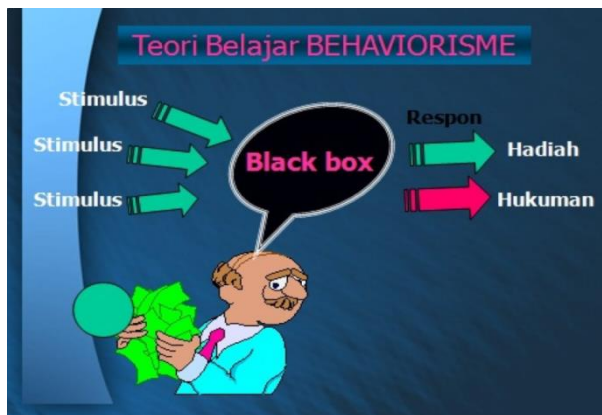 Teori Belajar BEHAVIORISME
Stimulus
Stimulus
Stimulus
Black box
Respon
Hadiah
Hukuman